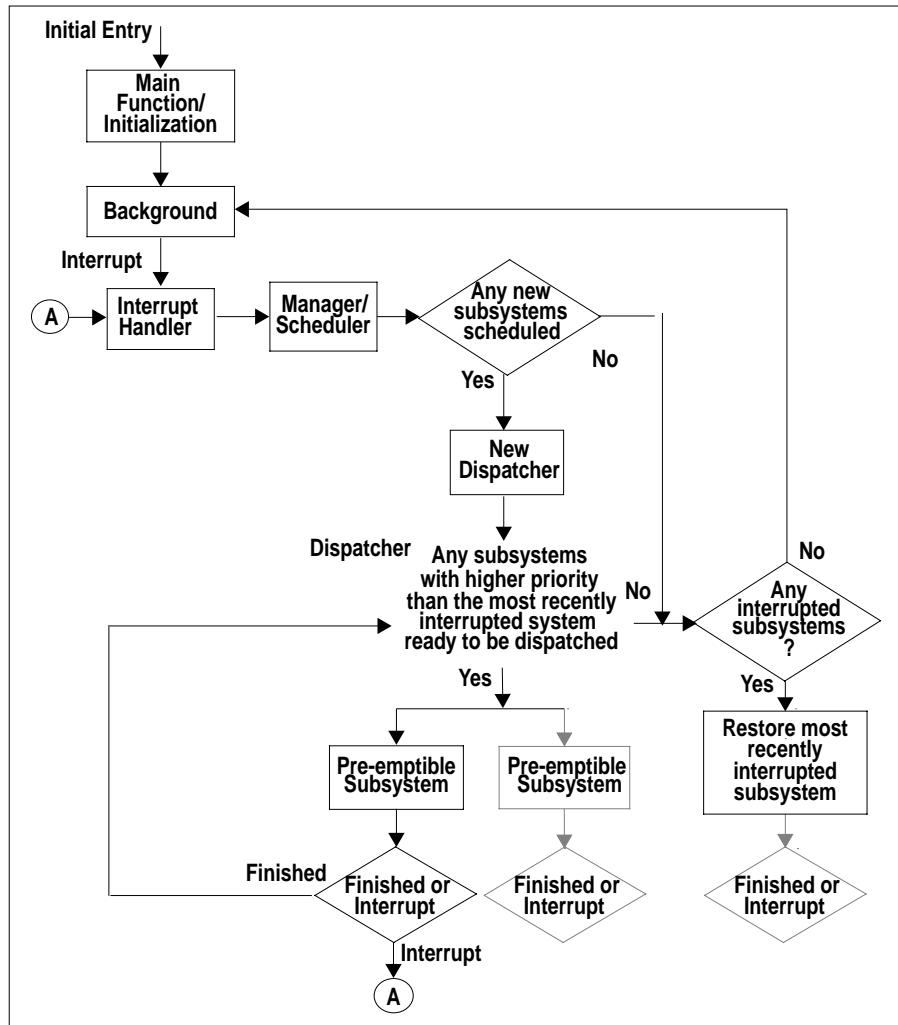 Initial Entry
Main
Function/
Initialization
Background
Interrupt
A
Interrupt
Handler
Manager/
Scheduler
Any new
subsystems
scheduled
No
Yes
New
Dispatcher
Dispatcher
Any subsystems
with higher priority
than the most recently
interrupted system
ready to be dispatched
No
No
Any
interrupted
subsystems
?
Yes
Yes
Pre-emptible
Subsystem
Pre-emptible
Subsystem
Restore most
recently
interrupted
subsystem
Finished
Finished or
Interrupt
Finished or
Interrupt
Finished or
Interrupt
Interrupt
A